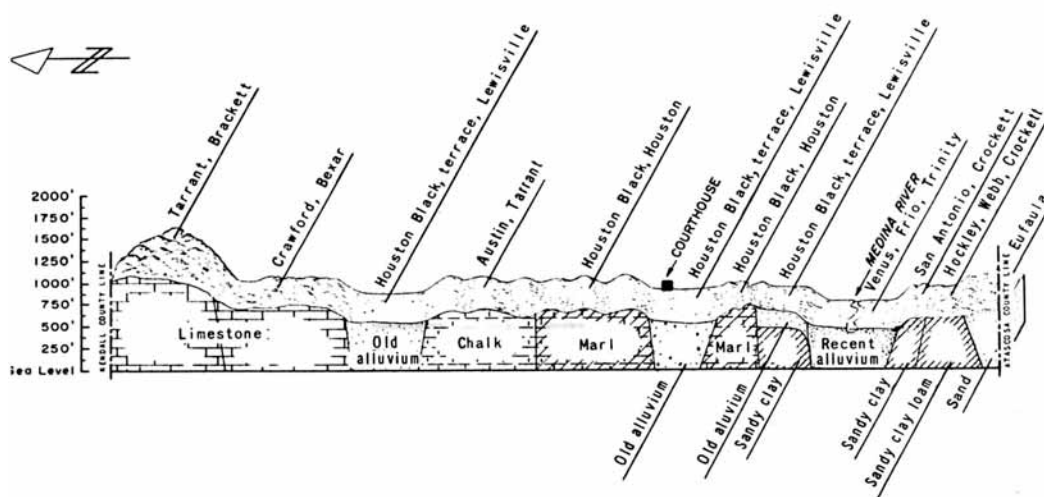 Tarrant, Brackett
Crawford, Bexar
Houston Black, terrace, Lewisville
Austin, Tarrant
Houston Black, Houston
COURTHOUSE
Houston Black, terrace, Lewisville
Houston Black, Houston
Houston Black, terrace, Lewisville
MEDINA RIVER
Venus, Frio, Trinity
San Antonio, Crockett
Hockley, Webb, Crockett
Eufaula
2000'
1750'
1500'
1250'
1000'
750'
500'
250'
Sea Level
KENDALL COUNTY LINE
ATASCOSA COUNTY LINE
Limestone
Old
alluvium
Chalk
Marl
Marl
Recent
alluvium
Old alluvium
Old aluvium
Sandy clay
Sandy clay
Sandy clay loam
Sand